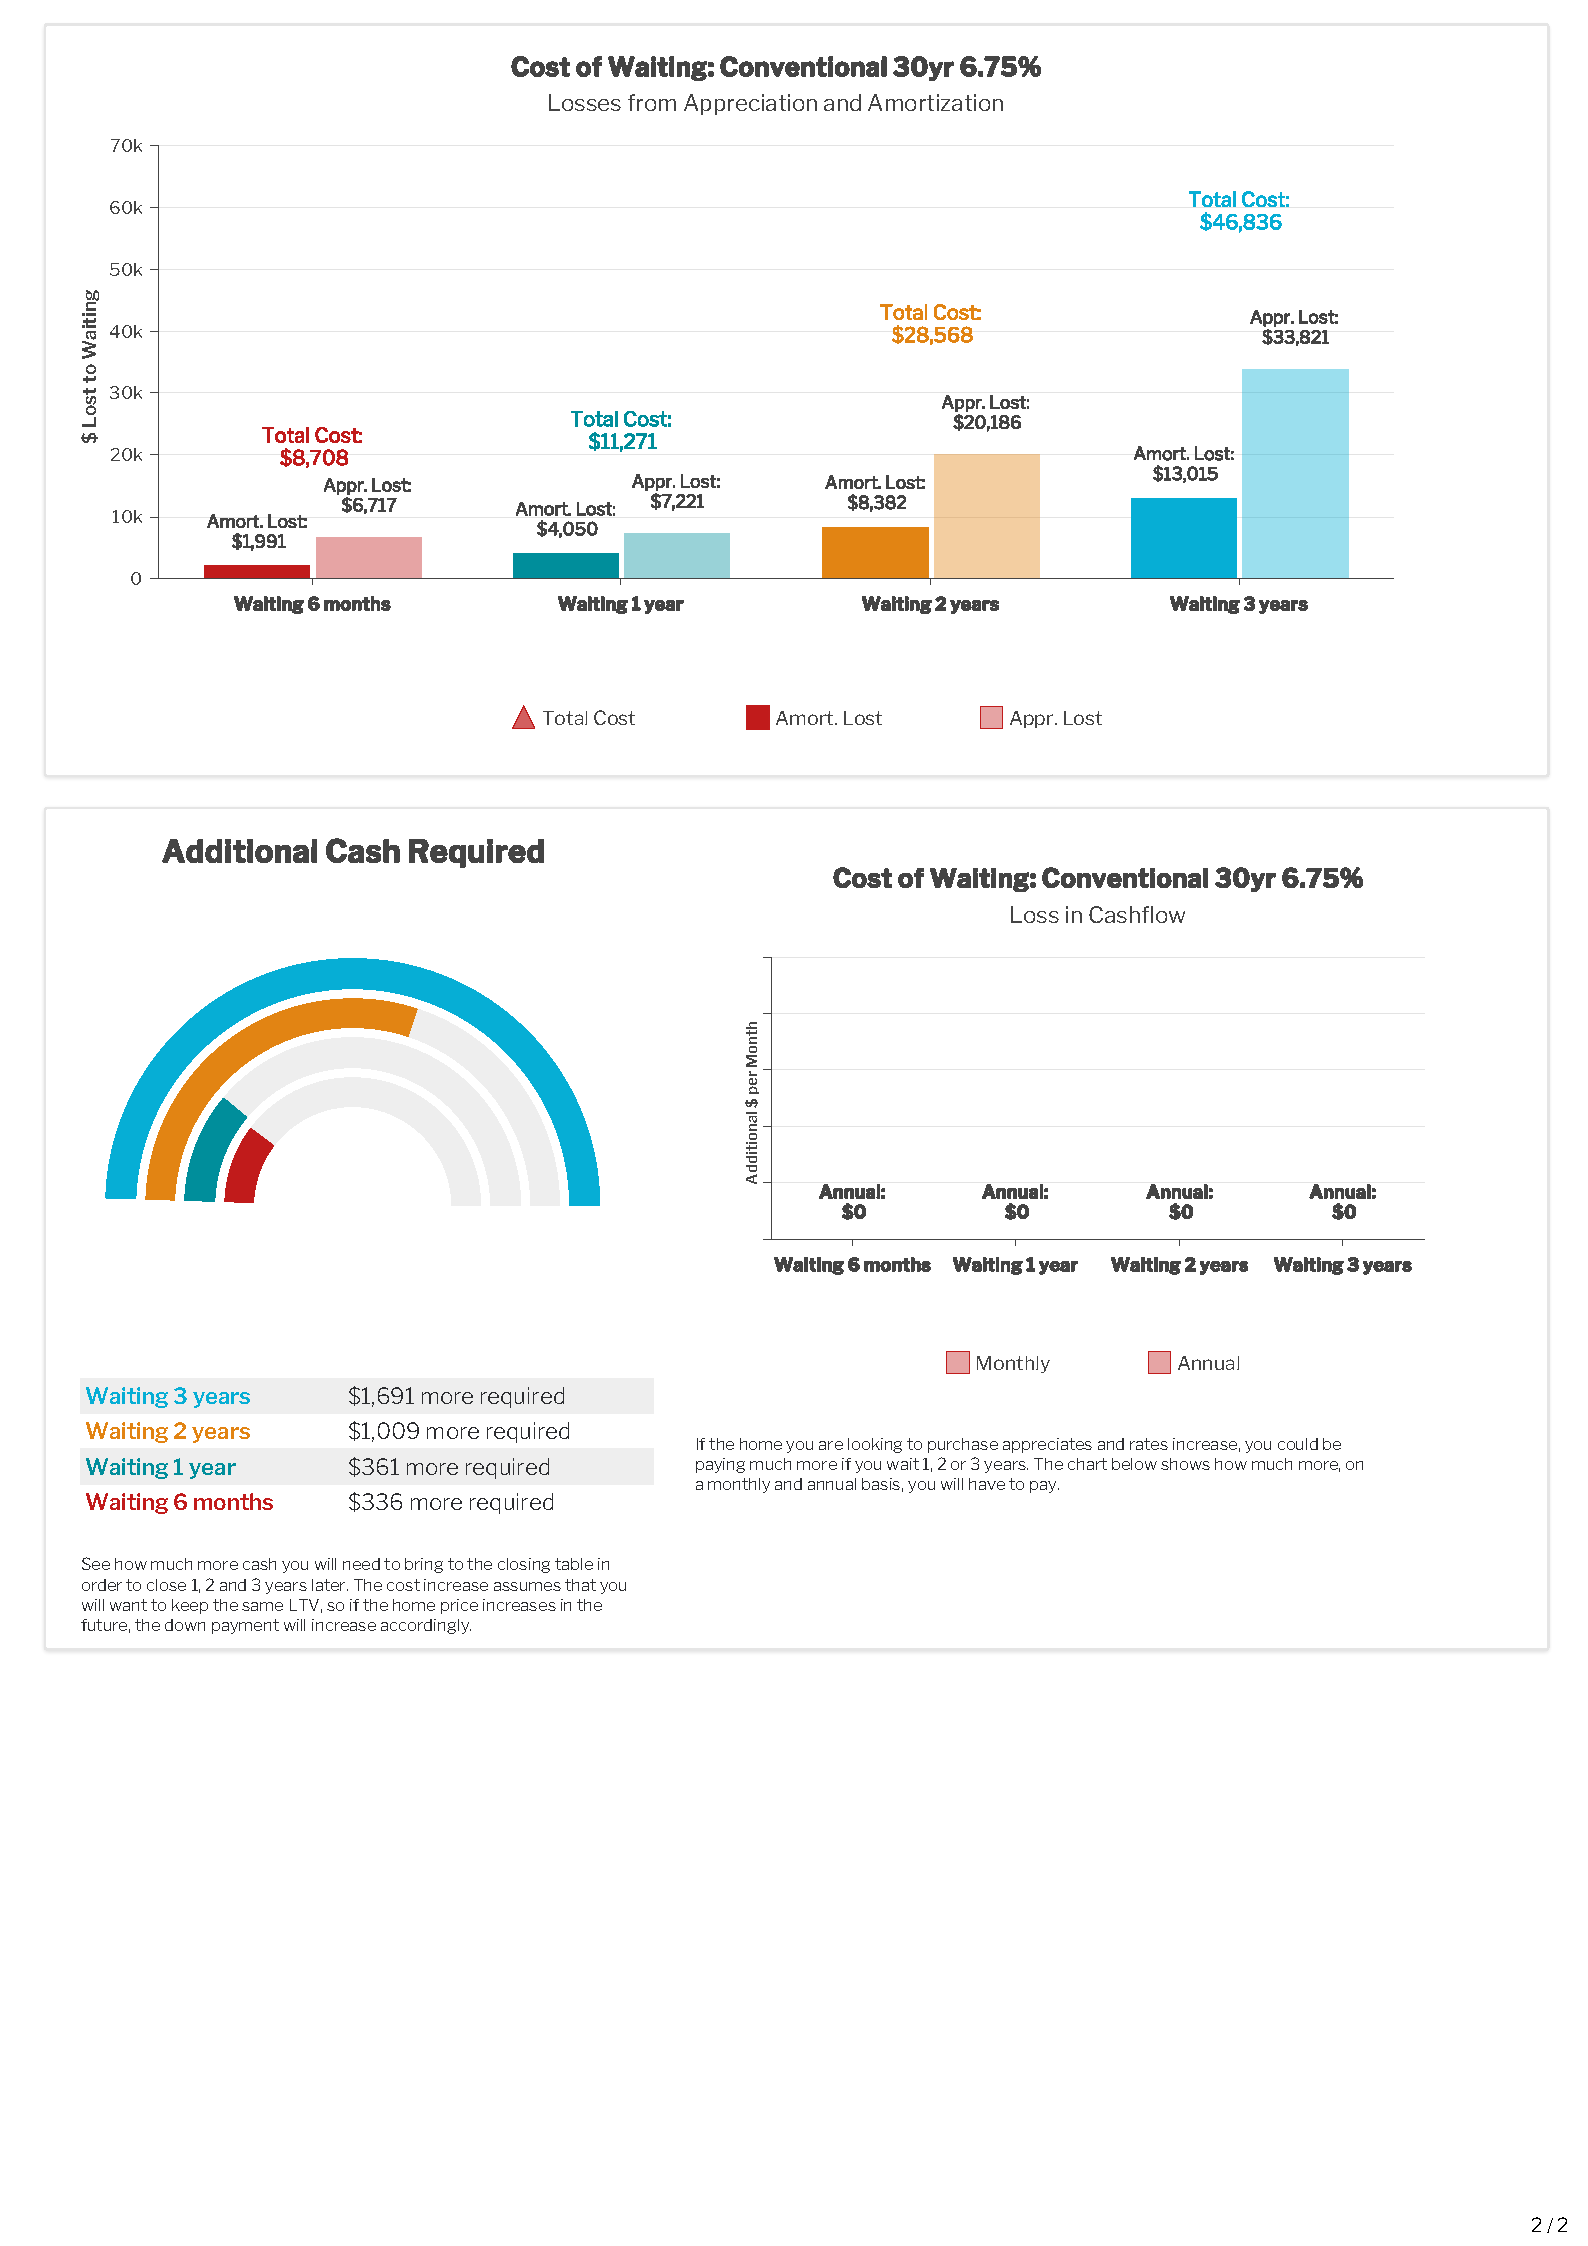 Cost of Waiting: Conventional 30yr 6.75%
Losses from Appreciation and Amortization
$ Lost to Waiting
70k
60k
50k
40k
30k
20k
10k
0
Total Cost:
$8,708
Amort. Lost:
$1,991
Appr. Lost:
$6,717
Total Cost:
$11,271
Amort. Lost:
$4,050
Appr. Lost:
$7,221
Total Cost:
$28,568
Amort. Lost:
$8,382
Appr. Lost:
$20,186
Total Cost:
$46,836
Amort. Lost:
$13,015
Appr. Lost:
$33,821
Waiting 6 months
Waiting 1 year
Waiting 2 years
Waiting 3 years
Total Cost
Amort. Lost
Appr. Lost
Additional Cash Required
Waiting 3 years $1,691 more required
Waiting 2 years $1,009 more required
Waiting 1 year $361 more required
Waiting 6 months $336 more required
See how much more cash you will need to bring to the closing table in
order to close 1, 2 and 3 years later. The cost increase assumes that you
will want to keep the same LTV, so if the home price increases in the
future, the down payment will increase accordingly.
Cost of Waiting: Conventional 30yr 6.75%
Loss in Cashflow
Additional $ per Month
Annual:
$0
Annual:
$0
Annual:
$0
Annual:
$0
Waiting 6 months
Waiting 1 year
Waiting 2 years
Waiting 3 years
Monthly
Annual
If the home you are looking to purchase appreciates and rates increase, you could be
paying much more if you wait 1, 2 or 3 years. The chart below shows how much more, on
a monthly and annual basis, you will have to pay.
2 / 2